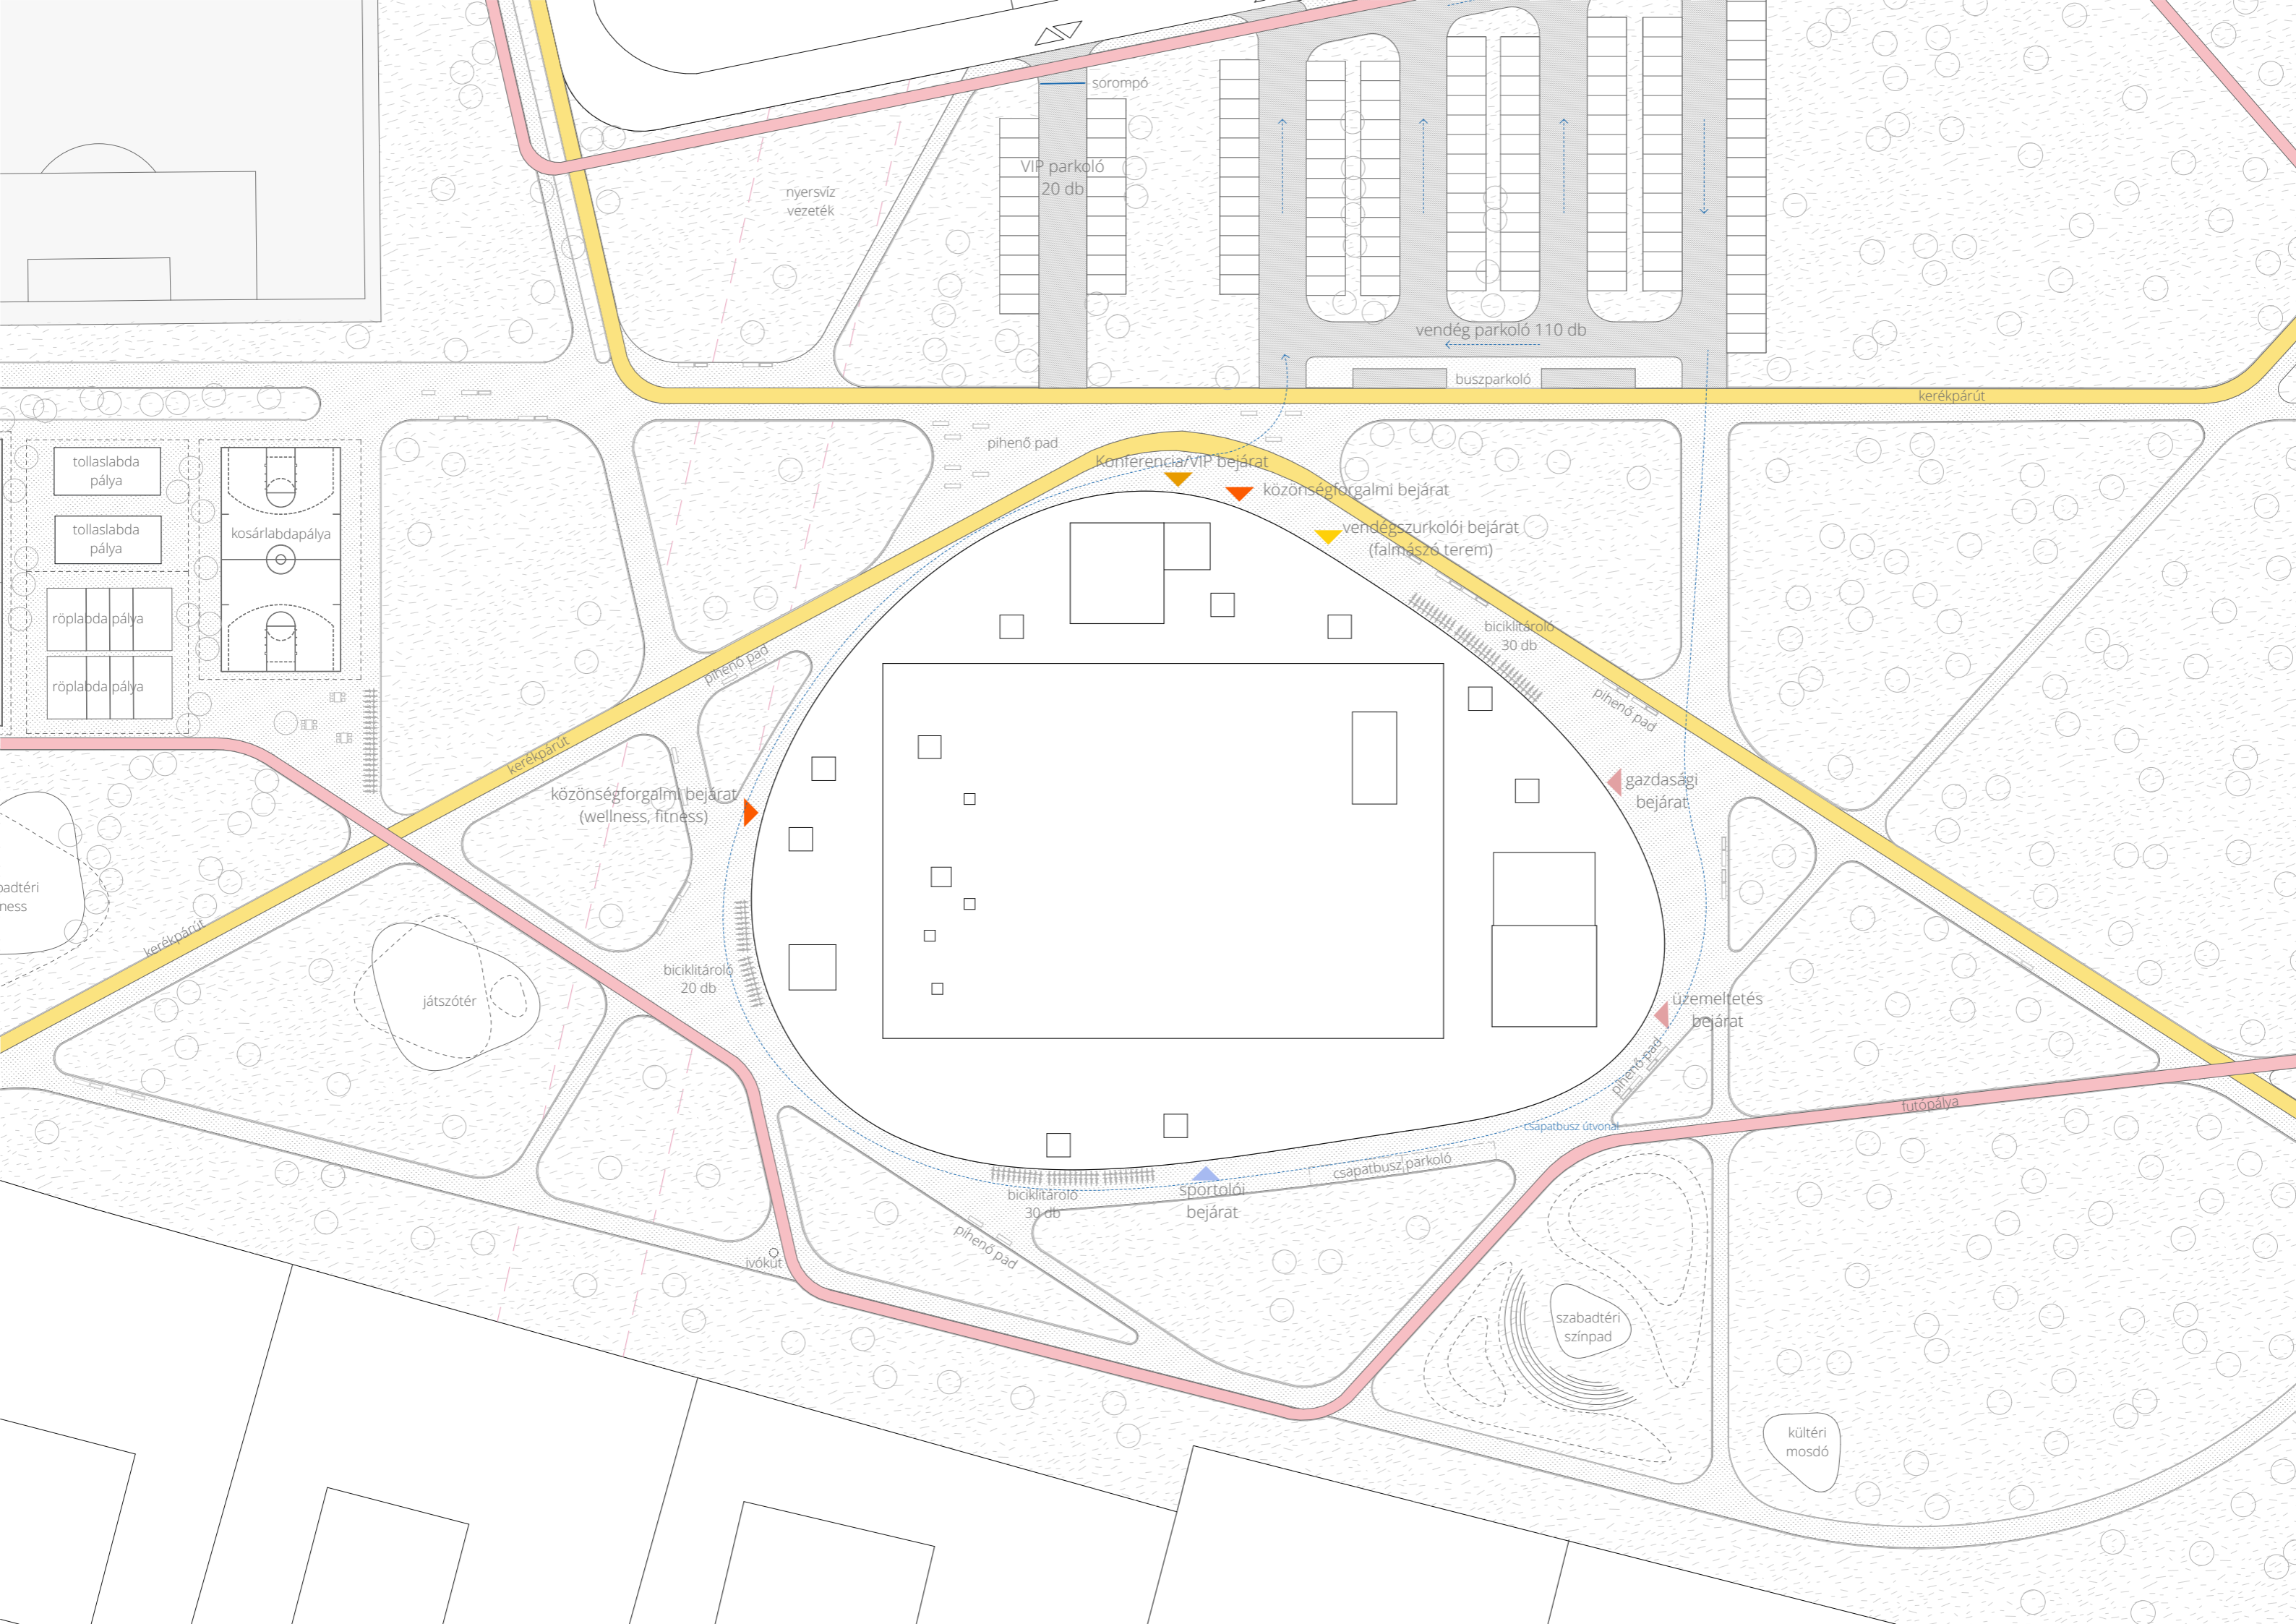 sorompó
VIP parkoló
20 db
nyersvíz
vezeték
vendég parkoló 110 db
buszparkoló
kerékpárút
pihenő pad
Konferencia/VIP bejárat
közönségforgalmi bejárat
vendégszurkolói bejárat
(falmászó terem)
tollaslabda
pálya
tollaslabda
pálya
kosárlabdapálya
röplabda pálya
röplabda pálya
biciklitároló
30 db
pihenő pad
pihenő pad
kerékpárút
közönségforgalmi bejárat
(wellness, fitness)
gazdasági
bejárat
badtéri
ness
kerékpárút
játszótér
biciklitároló
20 db
üzemeltetés
bejárat
pihenő pad
futópálya
csapatbusz útvonal
csapatbusz parkoló
biciklitároló
30 db
sportolói
bejárat
pihenő pad
ivókút
szabadtéri
színpad
kültéri
mosdó